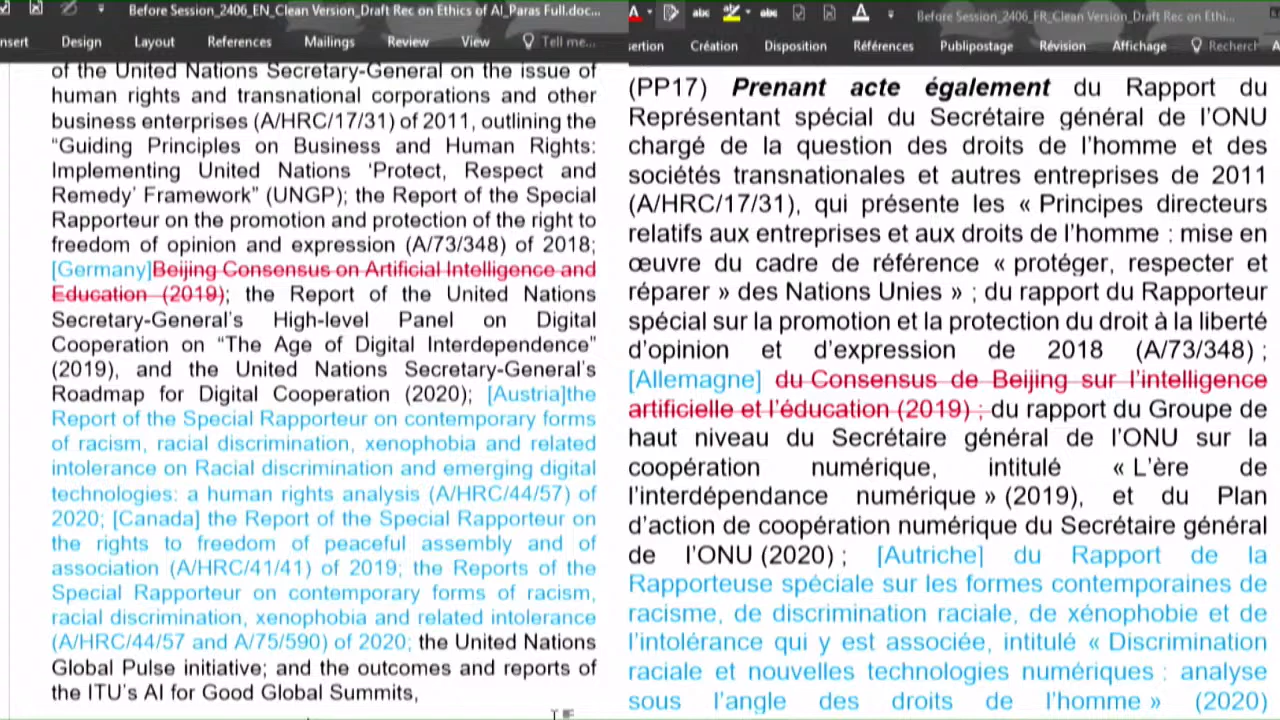 Before Session_2406_EN_Clean Version_Draft Rec on Ethics of AI_Paras Full.doc...
nsert Design Layout References Mailings Review View Tell me...
of the United Nations Secretary-General on the issue of
human rights and transnational corporations and other
business enterprises (A/HRC/17/31) of 2011, outlining the
“Guiding Principles on Business and Human Rights:
Implementing United Nations ‘Protect, Respect and
Remedy’ Framework” (UNGP); the Report of the Special
Rapporteur on the promotion and protection of the right to
freedom of opinion and expression (A/73/348) of 2018;
[Germany]Beijing Consensus on Artificial Intelligence and
Education (2019); the Report of the United Nations
Secretary-General’s High-level Panel on Digital
Cooperation on “The Age of Digital Interdependence”
(2019), and the United Nations Secretary-General’s
Roadmap for Digital Cooperation (2020); [Austria]the
Report of the Special Rapporteur on contemporary forms
of racism, racial discrimination, xenophobia and related
intolerance on Racial discrimination and emerging digital
technologies: a human rights analysis (A/HRC/44/57) of
2020; [Canada] the Report of the Special Rapporteur on
the rights to freedom of peaceful assembly and of
association (A/HRC/41/41) of 2019; the Reports of the
Special Rapporteur on contemporary forms of racism,
racial discrimination, xenophobia and related intolerance
(A/HRC/44/57 and A/75/590) of 2020; the United Nations
Global Pulse initiative; and the outcomes and reports of
the ITU’s AI for Good Global Summits,
A abc abc A Before Session_2406_FR_Clean Version_Draft Rec on Ethi...
sertion Création Disposition Références Publipostage Révision Affichage Recherch
(PP17) Prenant acte également du Rapport du
Représentant spécial du Secrétaire général de l’ONU
chargé de la question des droits de l’homme et des
sociétés transnationales et autres entreprises de 2011
(A/HRC/17/31), qui présente les « Principes directeurs
relatifs aux entreprises et aux droits de l’homme : mise en
œuvre du cadre de référence « protéger, respecter et
réparer » des Nations Unies » ; du rapport du Rapporteur
spécial sur la promotion et la protection du droit à la liberté
d’opinion et d’expression de 2018 (A/73/348) ;
[Allemagne] du Consensus de Beijing sur l’intelligence
artificielle et l’éducation (2019) ; du rapport du Groupe de
haut niveau du Secrétaire général de l’ONU sur la
coopération numérique, intitulé « L’ère de
l’interdépendance numérique » (2019), et du Plan
d’action de coopération numérique du Secrétaire général
de l’ONU (2020) ; [Autriche] du Rapport de la
Rapporteuse spéciale sur les formes contemporaines de
racisme, de discrimination raciale, de xénophobie et de
l’intolérance qui y est associée, intitulé « Discrimination
raciale et nouvelles technologies numériques : analyse
sous l’angle des droits de l’homme » (2020)